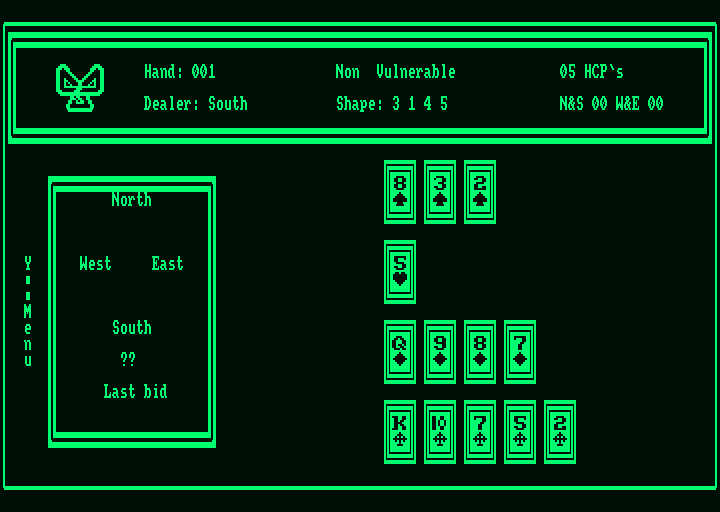 Hand: 001 Non Vulnerable 05 HCP`s
Dealer: South Shape: 3 1 4 5 N&S 00 W&E 00
North
West East
South
??
Last bid
Y::Menu
8 3 2
5
Q 9 8 7
K 10 7 5 2